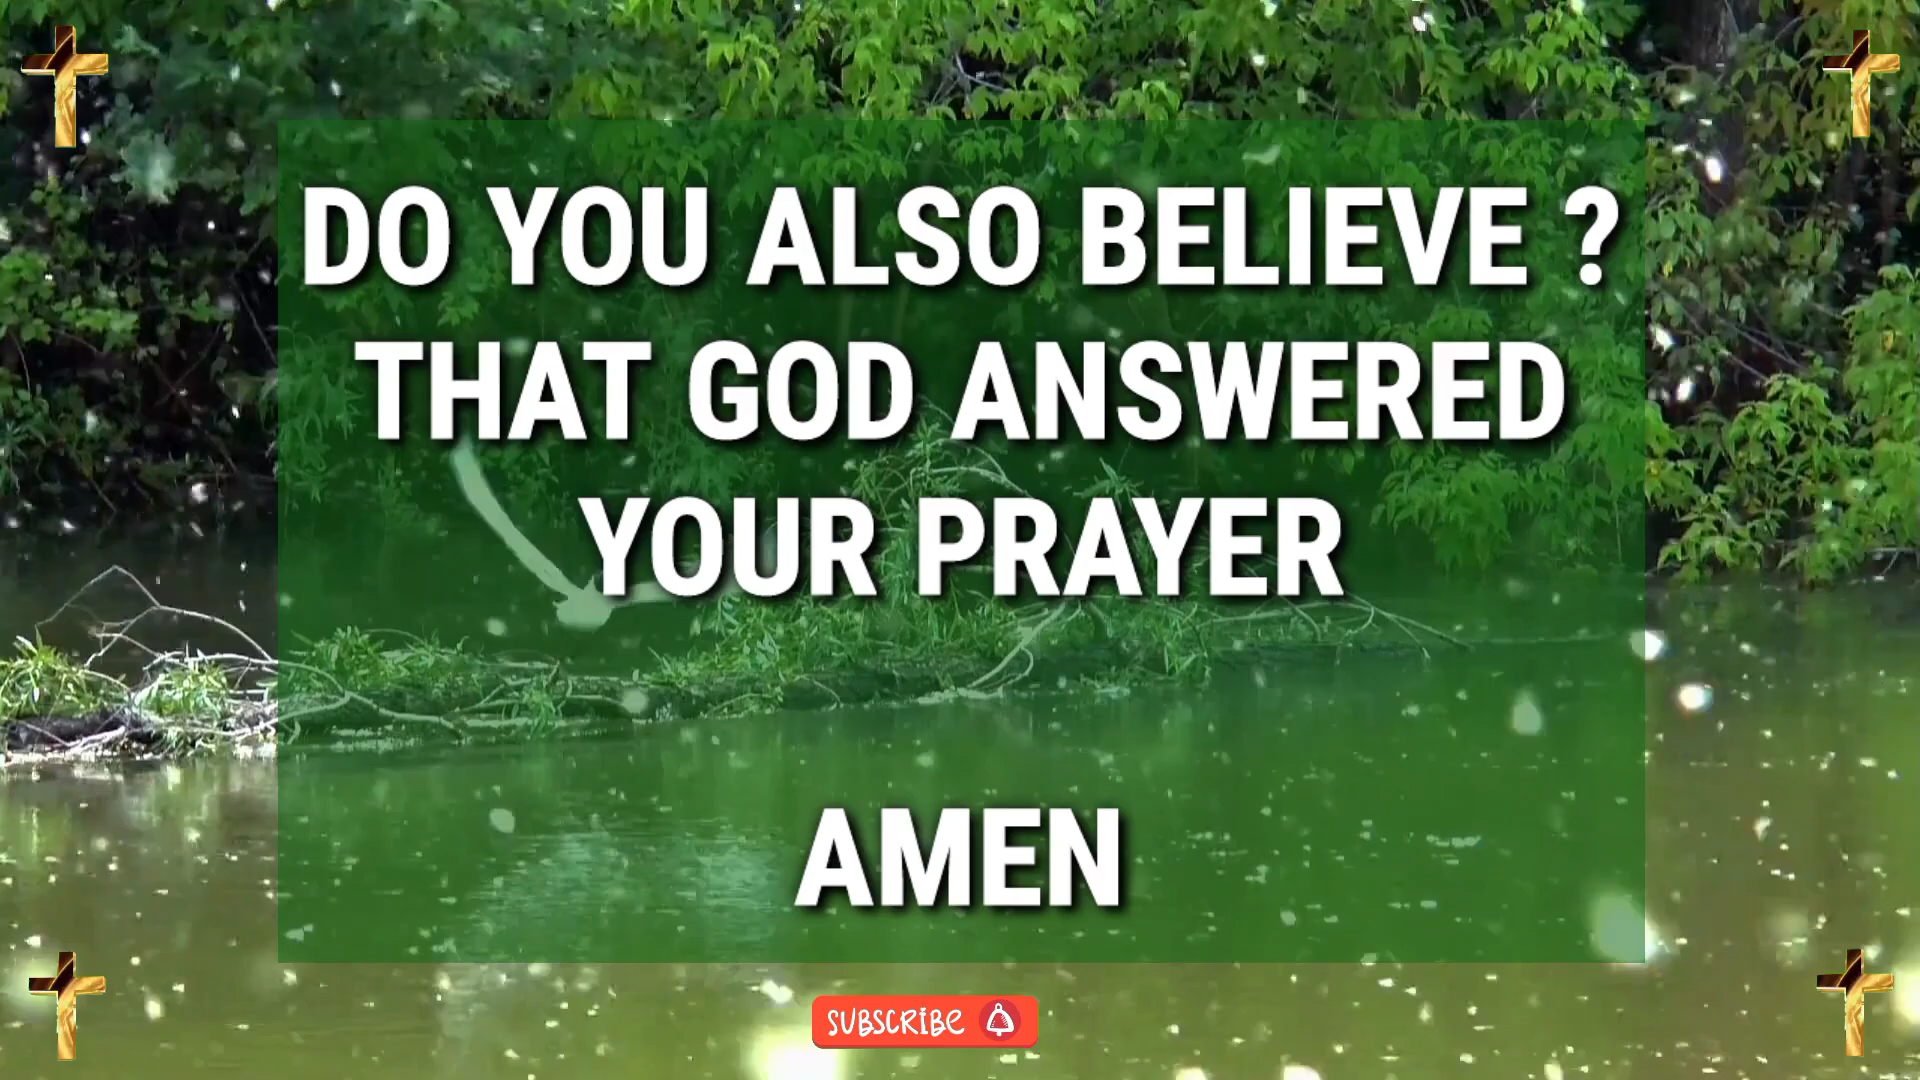 DO YOU ALSO BELIEVE ?
THAT GOD ANSWERED
YOUR PRAYER
AMEN
SUBSCRIBE